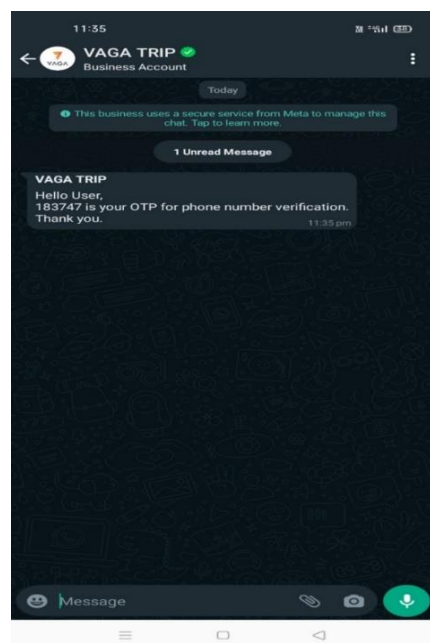 11:35
VAGA TRIP
VAGA
Business Account
Today
This business uses a secure service from Meta to manage this
chat. Tap to learn more.
1 Unread Message
VAGA TRIP
Hello User,
183747 is your OTP for phone number verification.
Thank you.
11:35 pm
Message